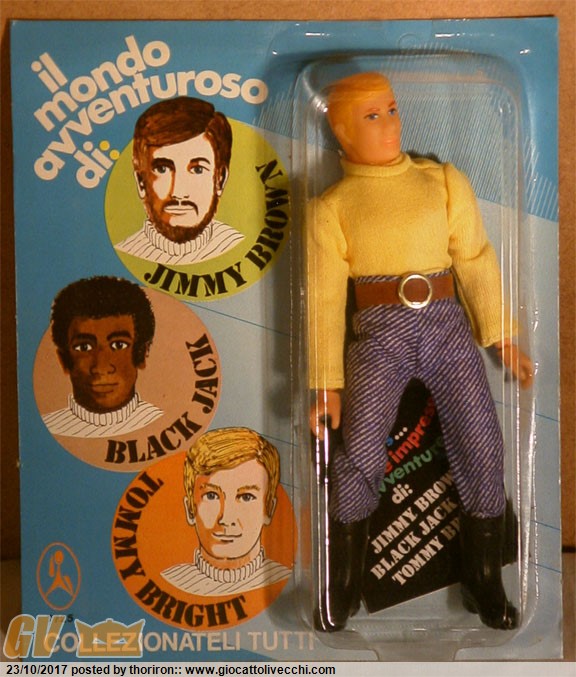 il
mondo
avventuroso
di:
JIMMY BROWN
BLACK JACK
TOMMY BRIGHT
di:
JIMMY BROW
BLACK JACK
TOMMY BR
COLLEZIONATELI TUTTI
23/10/2017 posted by thoriron:: www.giocattolivecchi.com